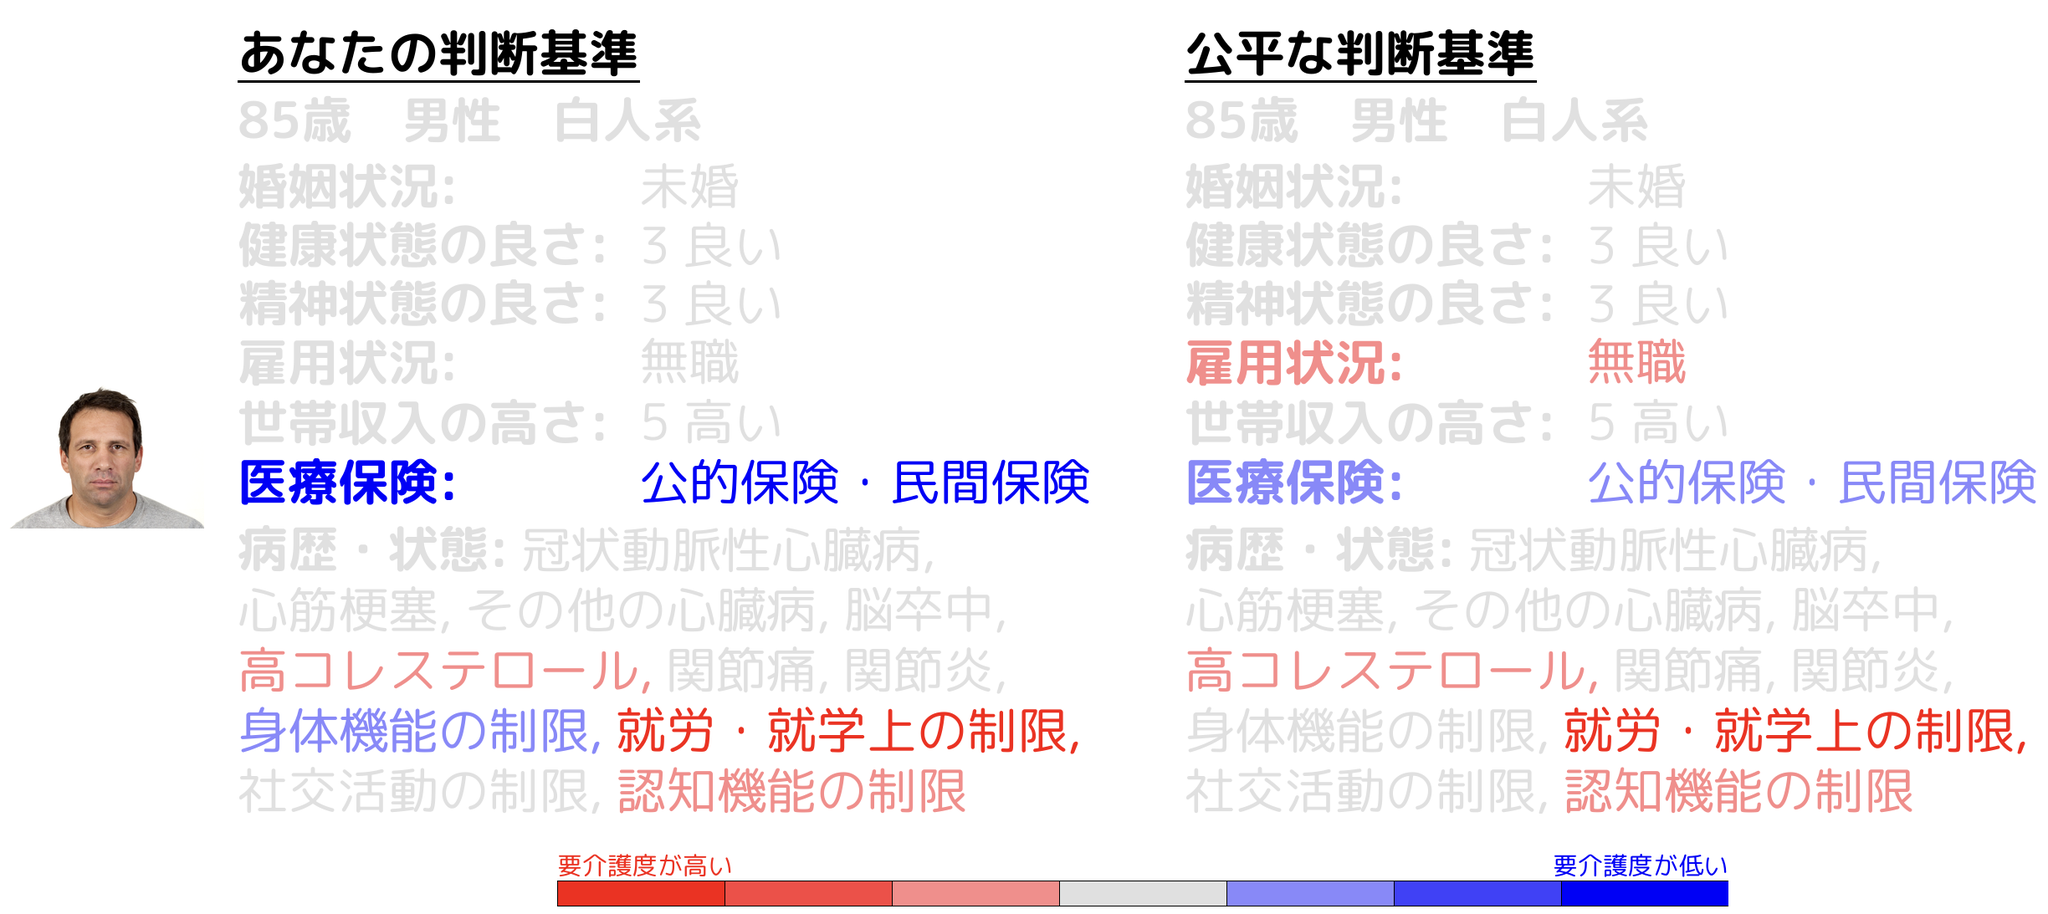 あなたの判断基準
85歳 男性 白人系
婚姻状況: 未婚
健康状態の良さ: 3 良い
精神状態の良さ: 3 良い
雇用状況: 無職
世帯収入の高さ: 5 高い
医療保険: 公的保険・民間保険
病歴・状態: 冠状動脈性心臓病,
心筋梗塞, その他の心臓病, 脳卒中,
高コレステロール, 関節痛, 関節炎,
身体機能の制限, 就労・就学上の制限,
社交活動の制限, 認知機能の制限
公平な判断基準
85歳 男性 白人系
婚姻状況: 未婚
健康状態の良さ: 3 良い
精神状態の良さ: 3 良い
雇用状況: 無職
世帯収入の高さ: 5 高い
医療保険: 公的保険・民間保険
病歴・状態: 冠状動脈性心臓病,
心筋梗塞, その他の心臓病, 脳卒中,
高コレステロール, 関節痛, 関節炎,
身体機能の制限, 就労・就学上の制限,
社交活動の制限, 認知機能の制限
要介護度が高い
要介護度が低い